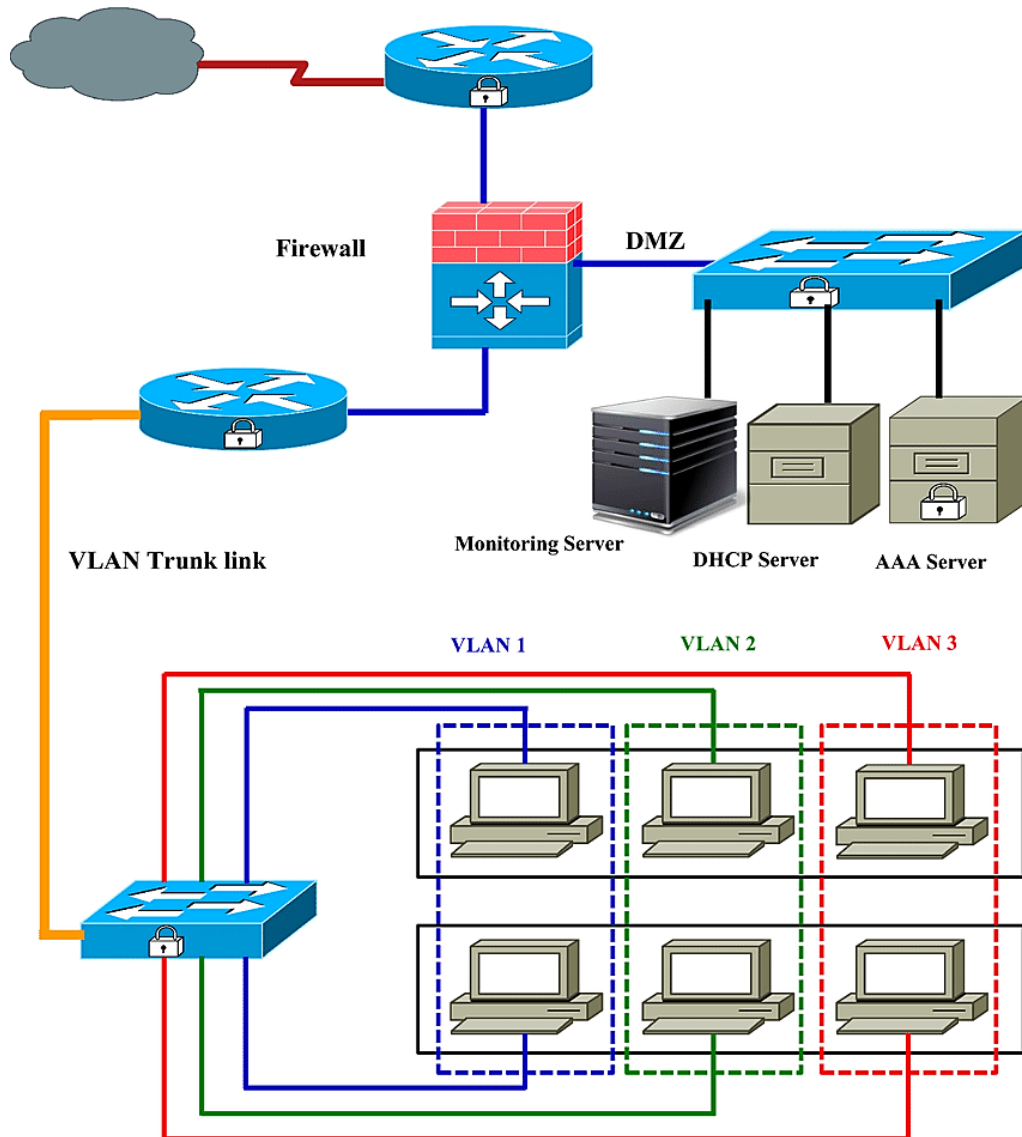 Firewall
DMZ
VLAN Trunk link
Monitoring Server
DHCP Server
AAA Server
VLAN 1
VLAN 2
VLAN 3